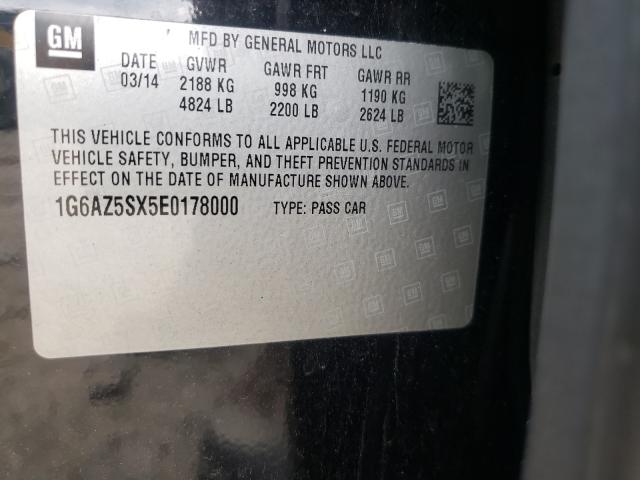 GM
MFD BY GENERAL MOTORS LLC
DATE GVWR GAWR FRT GAWR RR
03/14 2188 KG 998 KG 1190 KG
4824 LB 2200 LB 2624 LB
THIS VEHICLE CONFORMS TO ALL APPLICABLE U.S. FEDERAL MOTOR
VEHICLE SAFETY, BUMPER, AND THEFT PREVENTION STANDARDS IN
EFFECT ON THE DATE OF MANUFACTURE SHOWN ABOVE.
1G6AZ5SX5E0178000 TYPE: PASS CAR